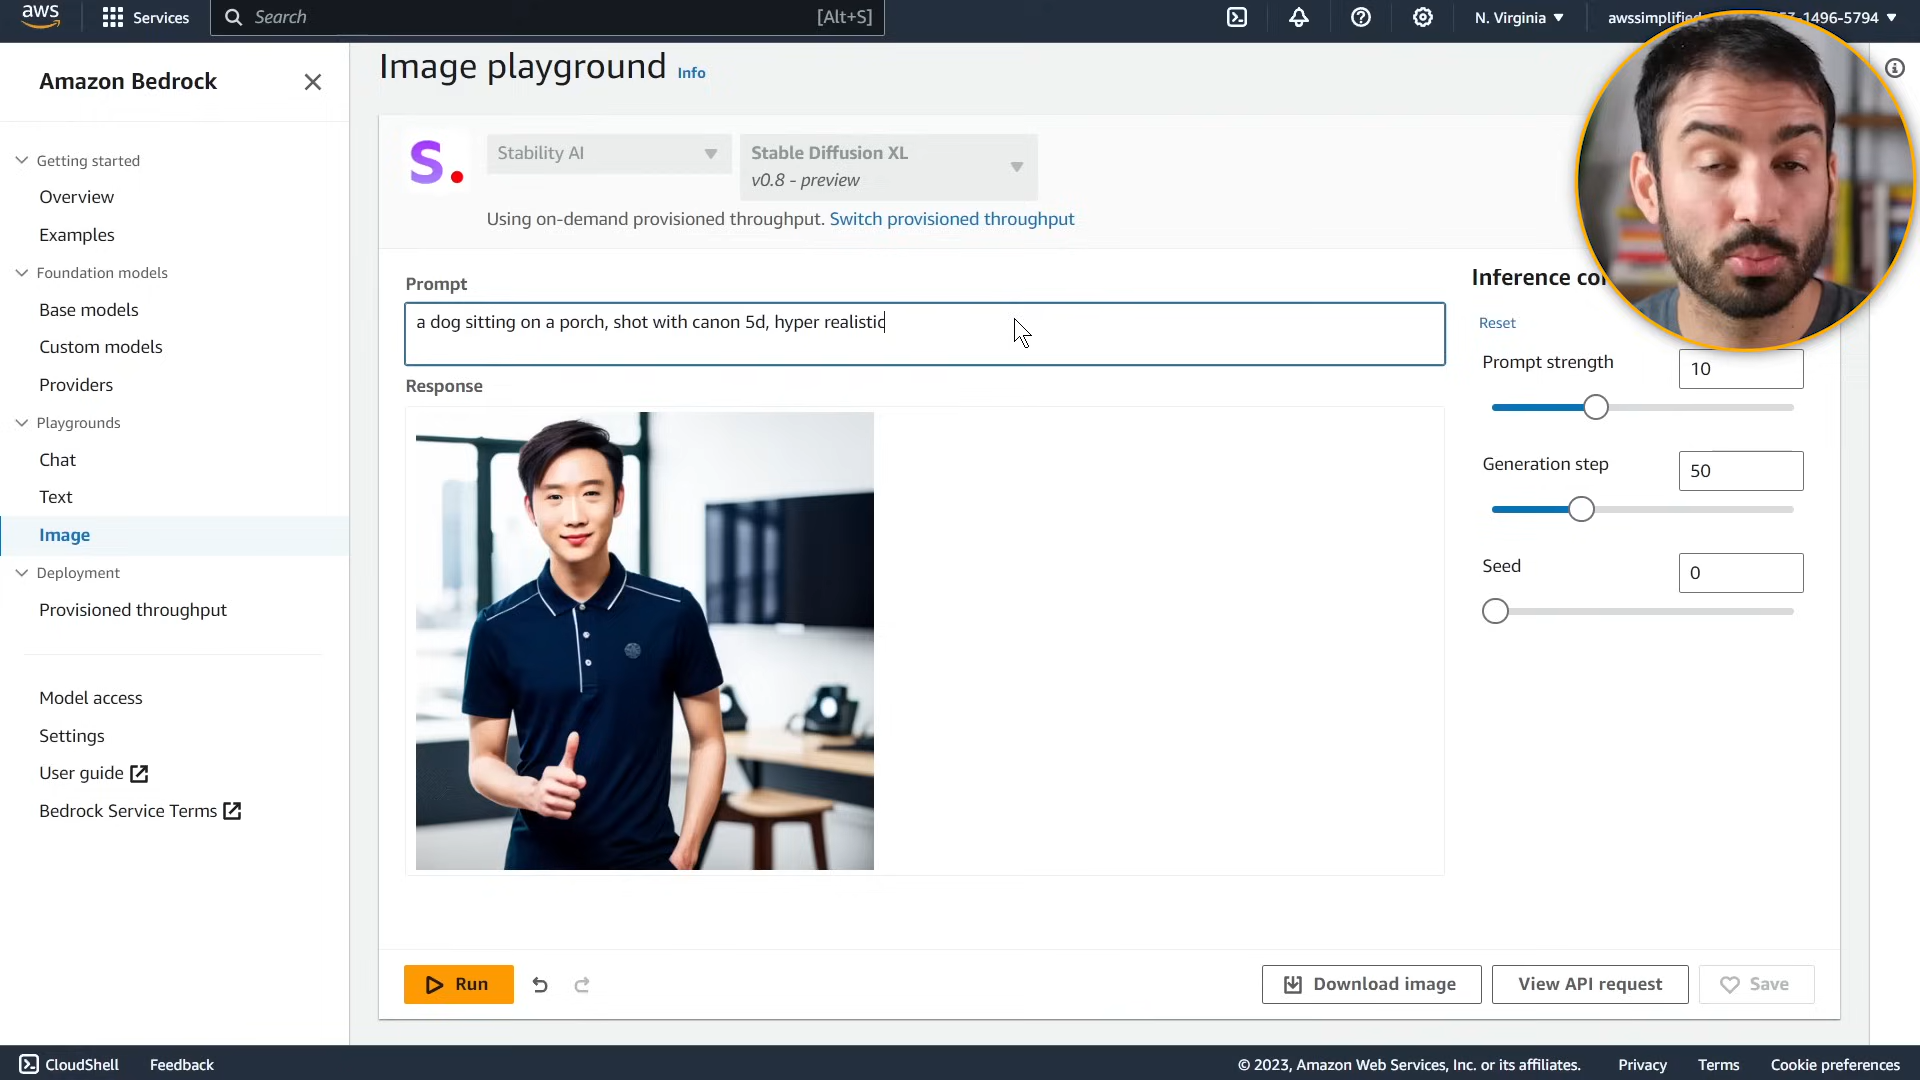 aws
Services
Search
[Alt+S]
N. Virginia
awssimplified
1496-5794
Amazon Bedrock
Getting started
Overview
Examples
Foundation models
Base models
Custom models
Providers
Playgrounds
Chat
Text
Image
Deployment
Provisioned throughput
Model access
Settings
User guide
Bedrock Service Terms
Image playground Info
S.
Stability AI
Stable Diffusion XL
v0.8 - preview
Using on-demand provisioned throughput. Switch provisioned throughput
Prompt
a dog sitting on a porch, shot with canon 5d, hyper realistic
Response
Inference
Reset
Prompt strength
10
Generation step
50
Seed
0
Run
Download image
View API request
Save
CloudShell
Feedback
© 2023, Amazon Web Services, Inc. or its affiliates.
Privacy
Terms
Cookie preferences